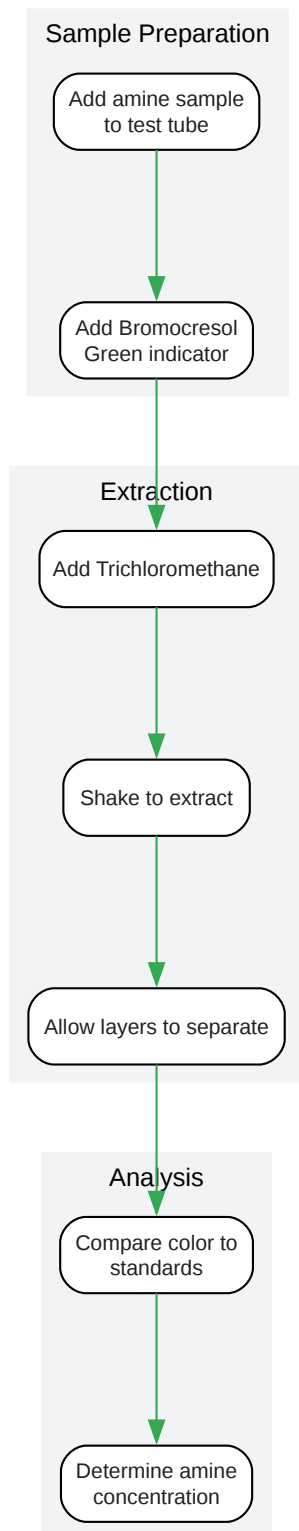 Sample Preparation
Add amine sample
to test tube
Add Bromocresol
Green indicator
Extraction
Add Trichloromethane
Shake to extract
Allow layers to separate
Analysis
Compare color to
standards
Determine amine
concentration